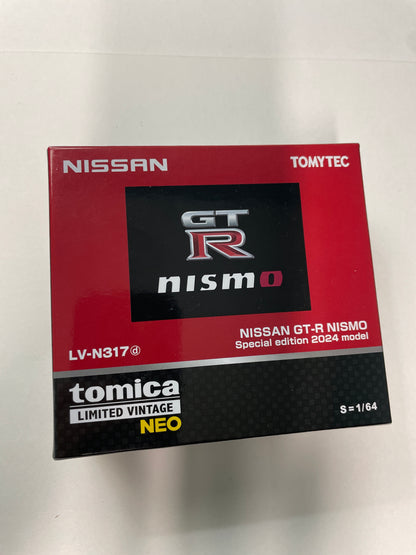 NISSAN
TOMYTEC
GT
R
nismo
NISSAN GT-R NISMO
Special edition 2024 model
LV-N317ⓓ
tomica
LIMITED VINTAGE
NEO
S=1/64